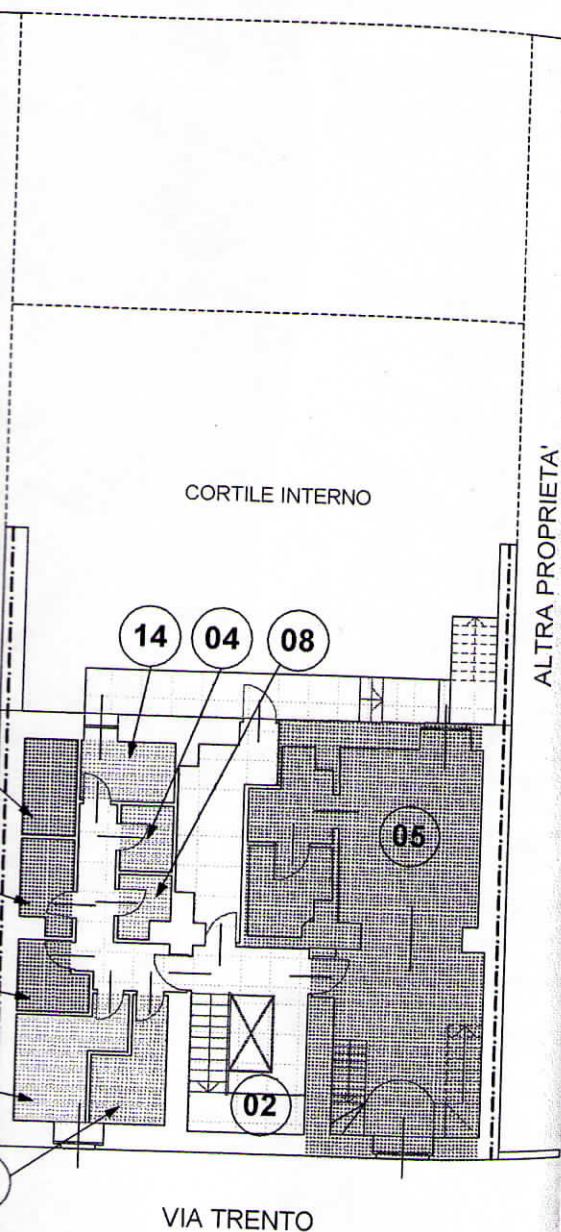 CORTILE INTERNO
ALTRA PROPRIETA'
14
04
08
05
02
VIA TRENTO